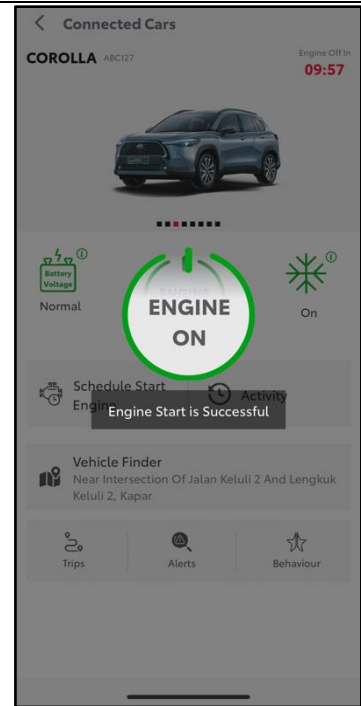 Connected Cars
COROLLA ABC127
Engine Off In
09:57
Battery
Voltage
Normal
ENGINE
ON
On
Schedule Start
Engine
Activity
Engine Start is Successful
Vehicle Finder
Near Intersection Of Jalan Keluli 2 And Lengkuk
Keluli 2, Kapar
Trips
Alerts
Behaviour